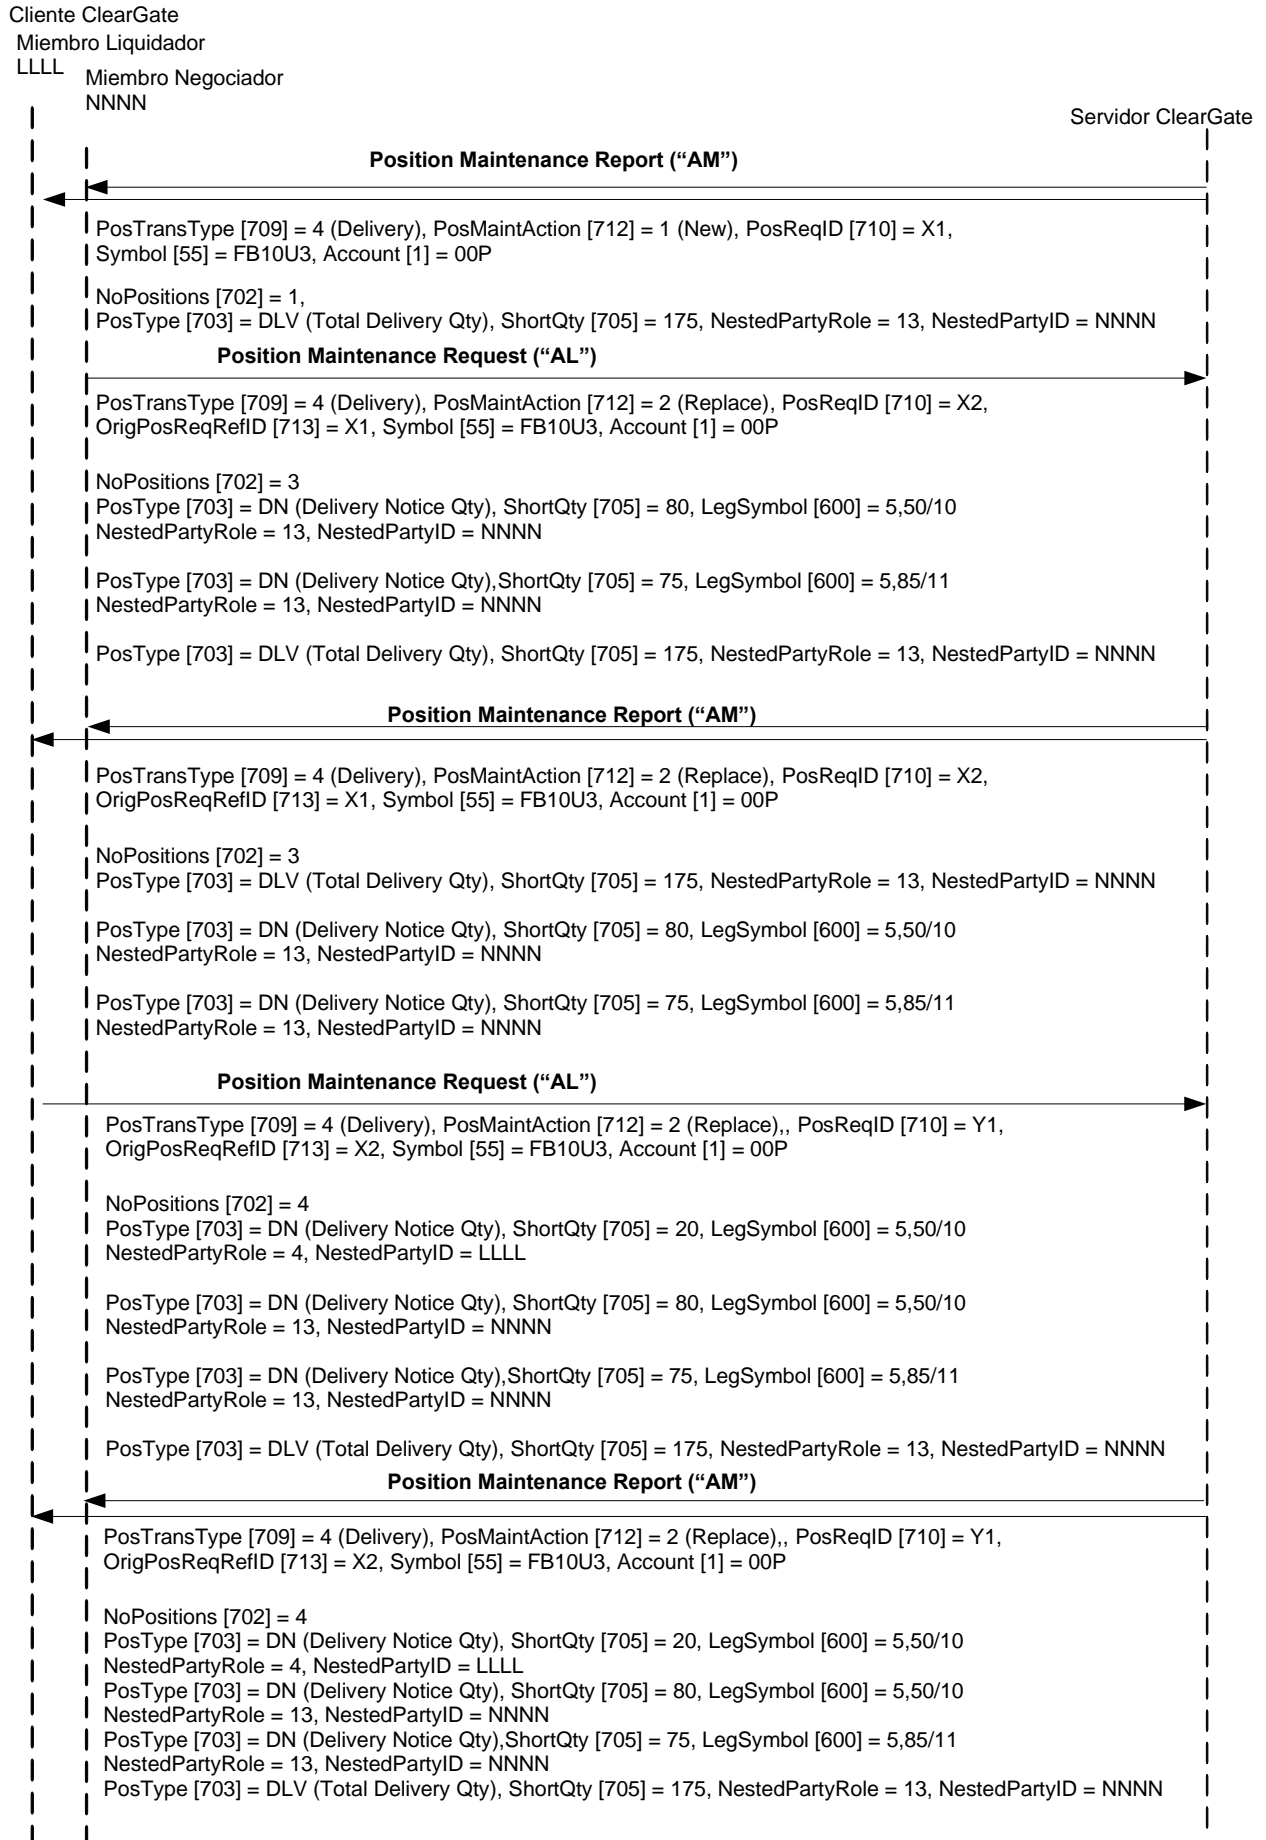 Cliente ClearGate
Miembro Liquidador
LLLL
Miembro Negociador
NNNN
Servidor ClearGate
Position Maintenance Report (“AM”)
PosTransType [709] = 4 (Delivery), PosMaintAction [712] = 1 (New), PosReqID [710] = X1,
Symbol [55] = FB10U3, Account [1] = 00P
NoPositions [702] = 1,
PosType [703] = DLV (Total Delivery Qty), ShortQty [705] = 175, NestedPartyRole = 13, NestedPartyID = NNNN
Position Maintenance Request (“AL”)
PosTransType [709] = 4 (Delivery), PosMaintAction [712] = 2 (Replace), PosReqID [710] = X2,
OrigPosReqRefID [713] = X1, Symbol [55] = FB10U3, Account [1] = 00P
NoPositions [702] = 3
PosType [703] = DN (Delivery Notice Qty), ShortQty [705] = 80, LegSymbol [600] = 5,50/10
NestedPartyRole = 13, NestedPartyID = NNNN
PosType [703] = DN (Delivery Notice Qty),ShortQty [705] = 75, LegSymbol [600] = 5,85/11
NestedPartyRole = 13, NestedPartyID = NNNN
PosType [703] = DLV (Total Delivery Qty), ShortQty [705] = 175, NestedPartyRole = 13, NestedPartyID = NNNN
Position Maintenance Report (“AM”)
PosTransType [709] = 4 (Delivery), PosMaintAction [712] = 2 (Replace), PosReqID [710] = X2,
OrigPosReqRefID [713] = X1, Symbol [55] = FB10U3, Account [1] = 00P
NoPositions [702] = 3
PosType [703] = DLV (Total Delivery Qty), ShortQty [705] = 175, NestedPartyRole = 13, NestedPartyID = NNNN
PosType [703] = DN (Delivery Notice Qty), ShortQty [705] = 80, LegSymbol [600] = 5,50/10
NestedPartyRole = 13, NestedPartyID = NNNN
PosType [703] = DN (Delivery Notice Qty), ShortQty [705] = 75, LegSymbol [600] = 5,85/11
NestedPartyRole = 13, NestedPartyID = NNNN
Position Maintenance Request (“AL”)
PosTransType [709] = 4 (Delivery), PosMaintAction [712] = 2 (Replace),, PosReqID [710] = Y1,
OrigPosReqRefID [713] = X2, Symbol [55] = FB10U3, Account [1] = 00P
NoPositions [702] = 4
PosType [703] = DN (Delivery Notice Qty), ShortQty [705] = 20, LegSymbol [600] = 5,50/10
NestedPartyRole = 4, NestedPartyID = LLLL
PosType [703] = DN (Delivery Notice Qty), ShortQty [705] = 80, LegSymbol [600] = 5,50/10
NestedPartyRole = 13, NestedPartyID = NNNN
PosType [703] = DN (Delivery Notice Qty),ShortQty [705] = 75, LegSymbol [600] = 5,85/11
NestedPartyRole = 13, NestedPartyID = NNNN
PosType [703] = DLV (Total Delivery Qty), ShortQty [705] = 175, NestedPartyRole = 13, NestedPartyID = NNNN
Position Maintenance Report (“AM”)
PosTransType [709] = 4 (Delivery), PosMaintAction [712] = 2 (Replace),, PosReqID [710] = Y1,
OrigPosReqRefID [713] = X2, Symbol [55] = FB10U3, Account [1] = 00P
NoPositions [702] = 4
PosType [703] = DN (Delivery Notice Qty), ShortQty [705] = 20, LegSymbol [600] = 5,50/10
NestedPartyRole = 4, NestedPartyID = LLLL
PosType [703] = DN (Delivery Notice Qty), ShortQty [705] = 80, LegSymbol [600] = 5,50/10
NestedPartyRole = 13, NestedPartyID = NNNN
PosType [703] = DN (Delivery Notice Qty),ShortQty [705] = 75, LegSymbol [600] = 5,85/11
NestedPartyRole = 13, NestedPartyID = NNNN
PosType [703] = DLV (Total Delivery Qty), ShortQty [705] = 175, NestedPartyRole = 13, NestedPartyID = NNNN